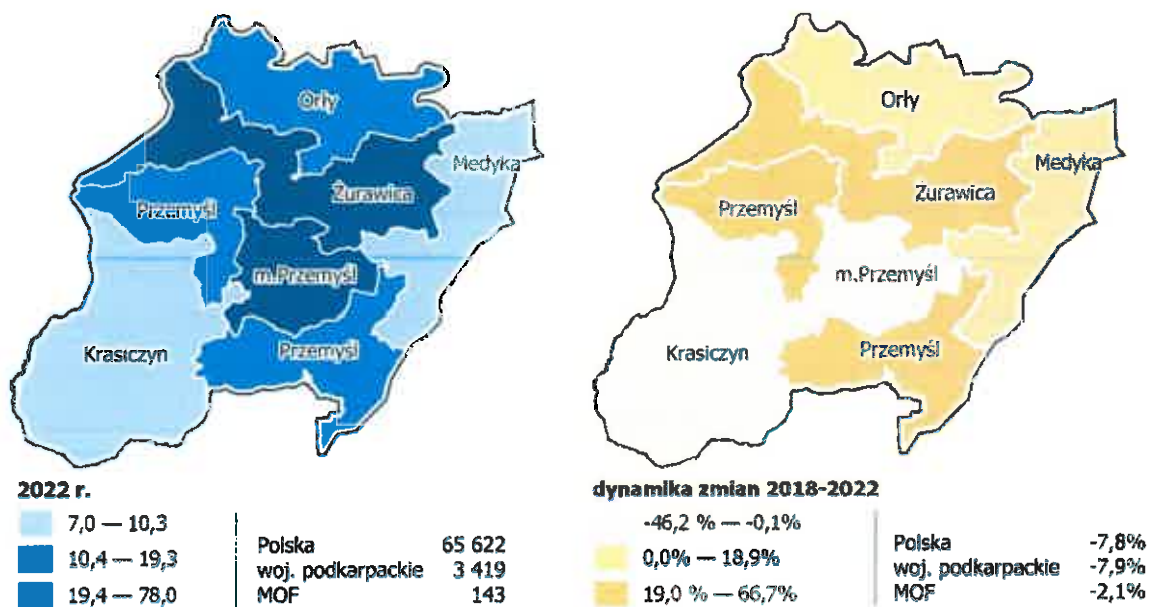 Orły
Medyka
Żurawica
Przemyśl
m.Przemyśl
Krasiczyn
Przemyśl
2022 r.
7,0 — 10,3
10,4 — 19,3
19,4 — 78,0
Polska 65 622
woj. podkarpackie 3 419
MOF 143
Orły
Medyka
Żurawica
Przemyśl
m.Przemyśl
Krasiczyn
Przemyśl
dynamika zmian 2018-2022
-46,2 % — -0,1%
0,0% — 18,9%
19,0 % — 66,7%
Polska -7,8%
woj. podkarpackie -7,9%
MOF -2,1%